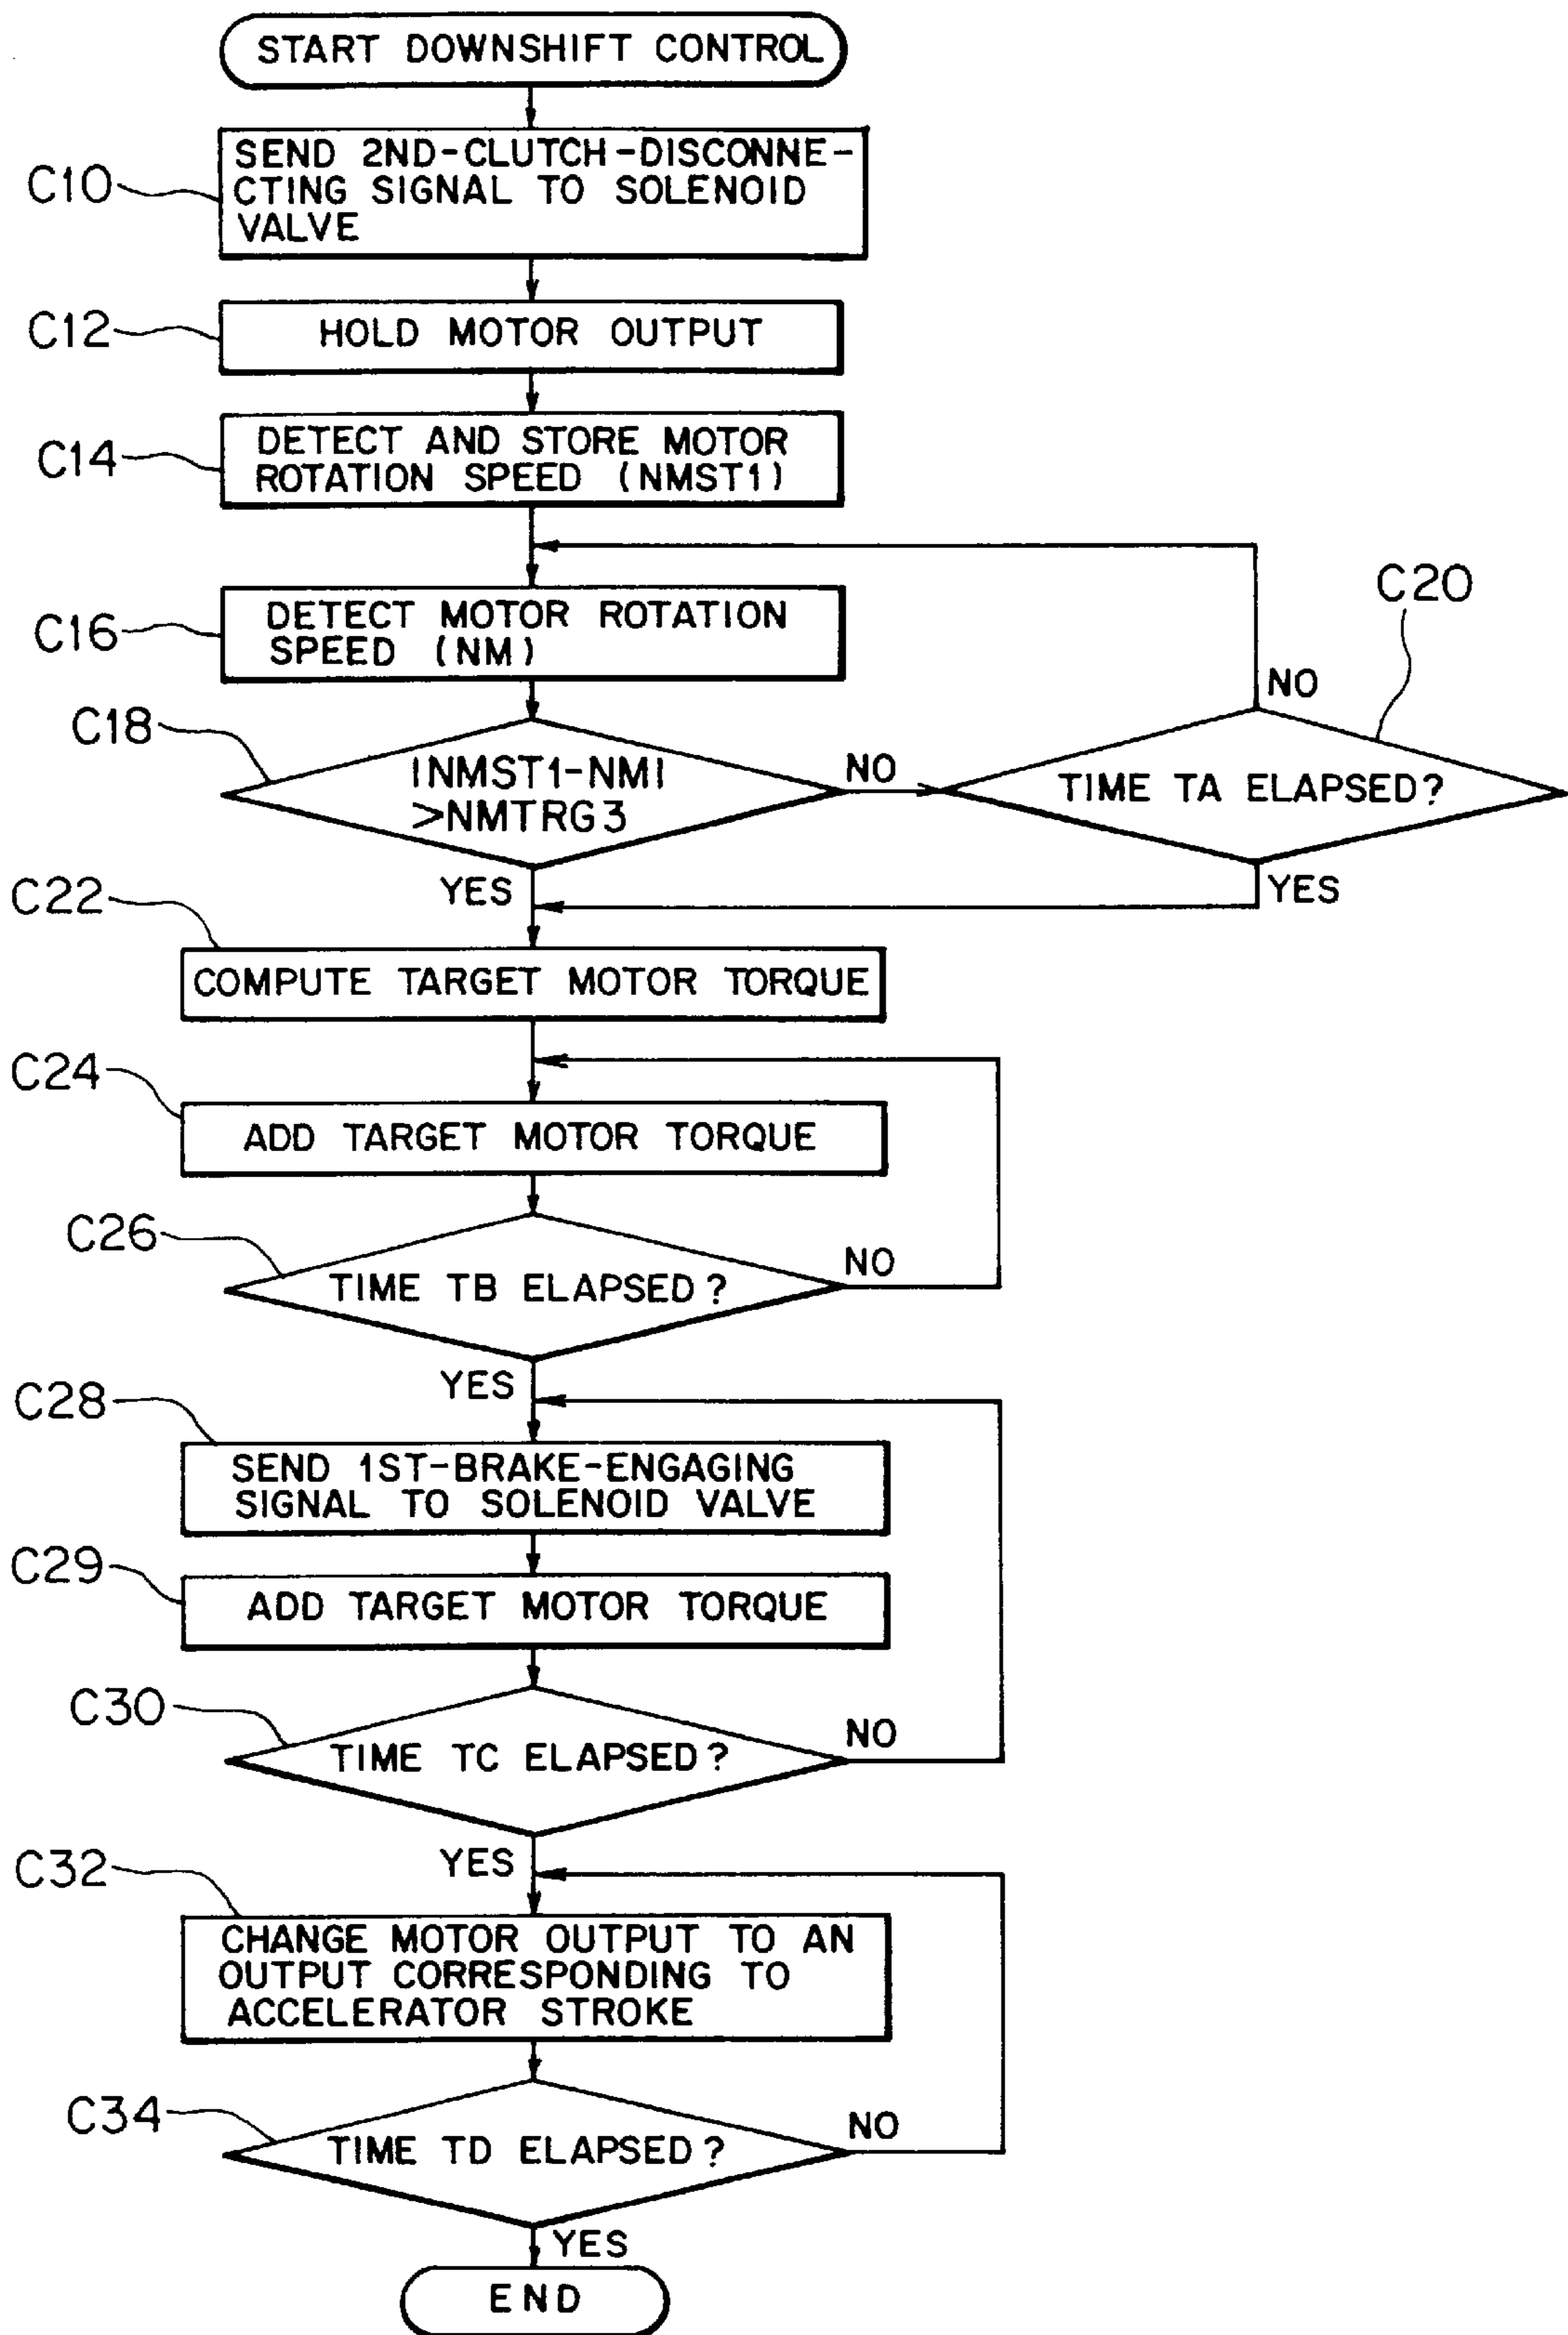 START DOWNSHIFT CONTROL
C10
SEND 2ND-CLUTCH-DISCONNE-
CTING SIGNAL TO SOLENOID
VALVE
C12
HOLD MOTOR OUTPUT
C14
DETECT AND STORE MOTOR
ROTATION SPEED (NMST1)
C16
DETECT MOTOR ROTATION
SPEED (NM)
C20
NO
C18
|NMST1-NM|
>NMTRG3
NO
TIME TA ELAPSED?
YES
YES
C22
COMPUTE TARGET MOTOR TORQUE
C24
ADD TARGET MOTOR TORQUE
C26
TIME TB ELAPSED?
NO
YES
C28
SEND 1ST-BRAKE-ENGAGING
SIGNAL TO SOLENOID VALVE
C29
ADD TARGET MOTOR TORQUE
C30
TIME TC ELAPSED?
NO
YES
C32
CHANGE MOTOR OUTPUT TO AN
OUTPUT CORRESPONDING TO
ACCELERATOR STROKE
C34
TIME TD ELAPSED?
NO
YES
END